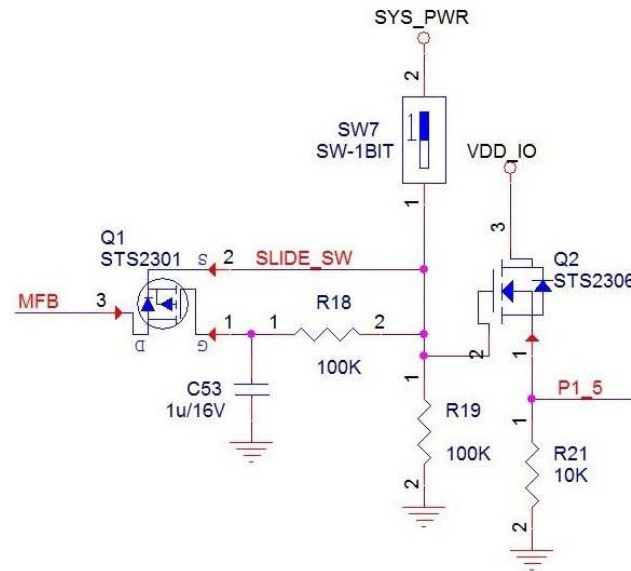 SYS_PWR
2
1
SW7
SW-1BIT
VDD_IO
1
3
Q1
STS2301
S
2
SLIDE_SW
Q2
STS2306
MFB
3
R18
D
G
1
1
2
100K
2
1
P1_5
C53
1u/16V
1
R19
100K
1
R21
10K
2
2